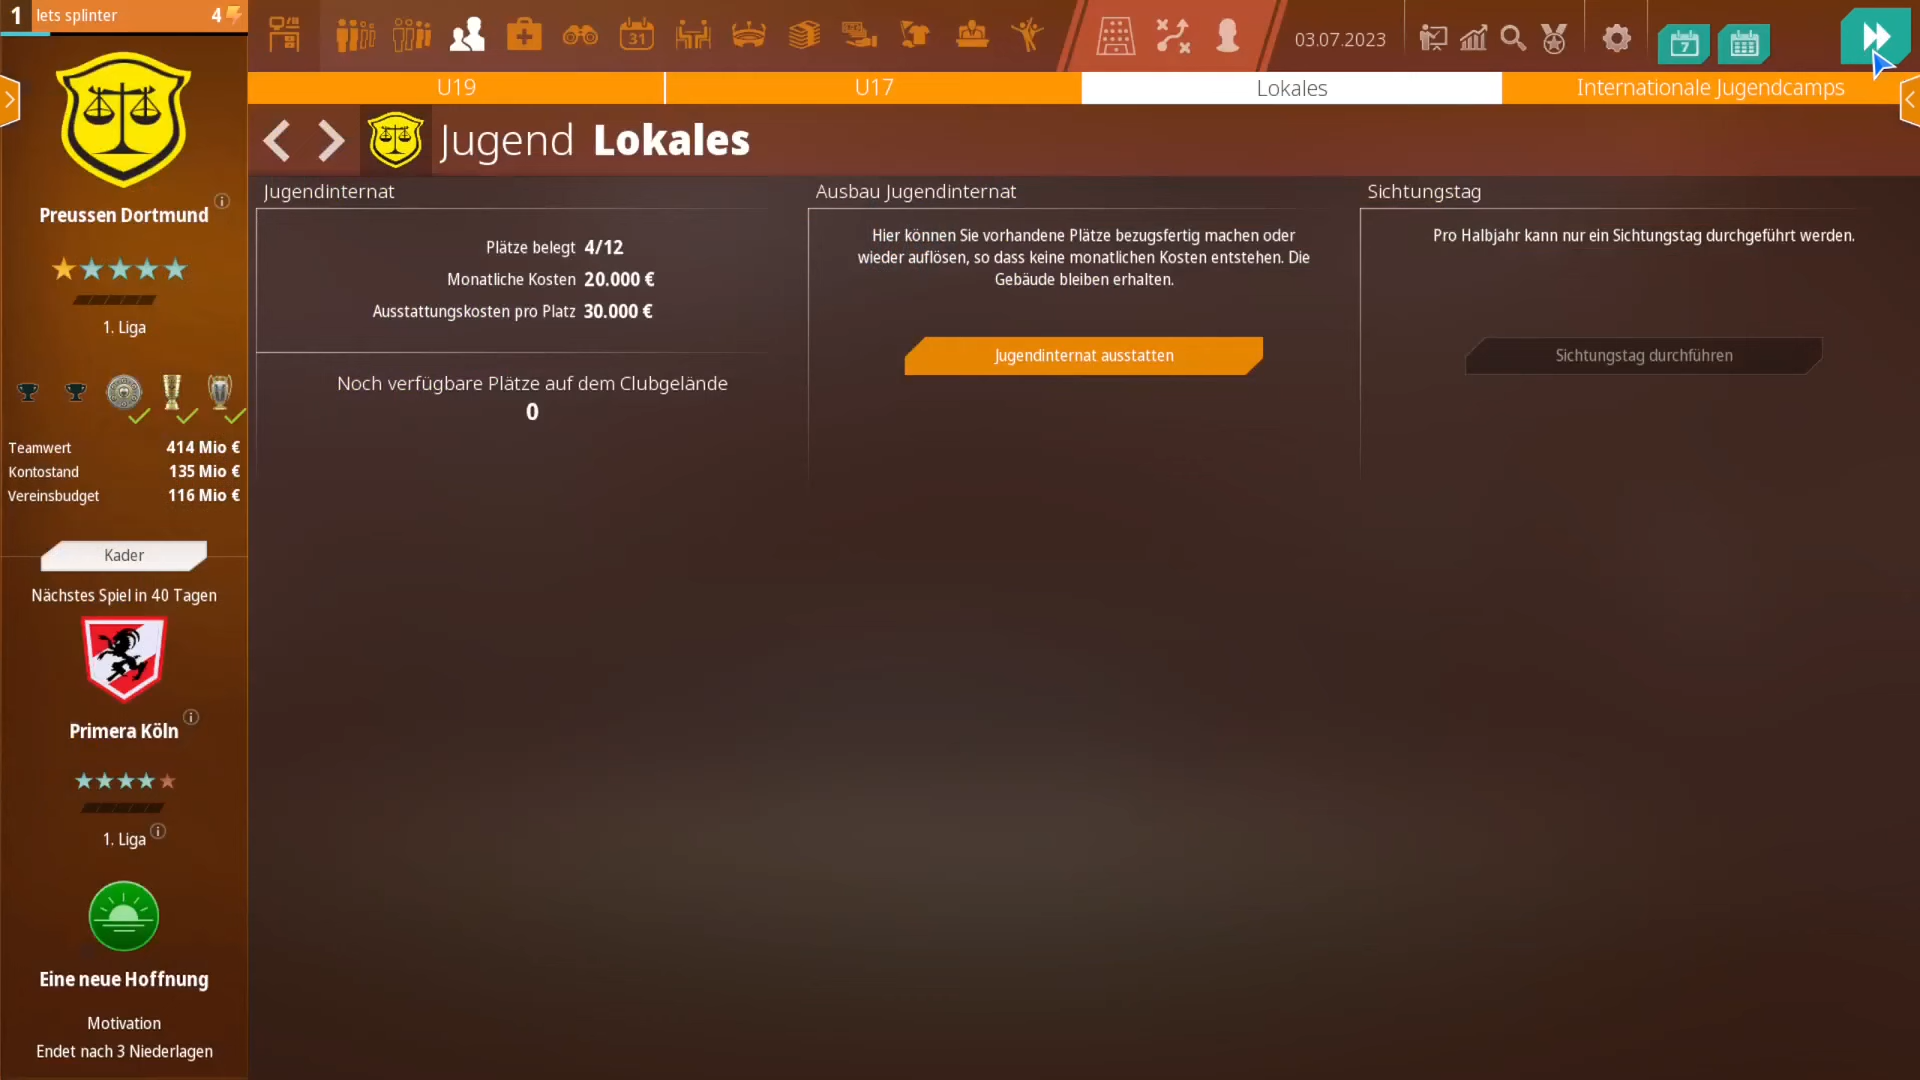 1 lets splinter 4
31
03.07.2023
7
U19 U17 Lokales Internationale Jugendcamps
Jugend Lokales
Preussen Dortmund
1. Liga
Teamwert 414 Mio €
Kontostand 135 Mio €
Vereinsbudget 116 Mio €
Kader
Nächstes Spiel in 40 Tagen
Primera Köln
1. Liga
Eine neue Hoffnung
Motivation
Endet nach 3 Niederlagen
Jugendinternat
Plätze belegt 4/12
Monatliche Kosten 20.000 €
Ausstattungskosten pro Platz 30.000 €
Noch verfügbare Plätze auf dem Clubgelände
0
Ausbau Jugendinternat
Hier können Sie vorhandene Plätze bezugsfertig machen oder
wieder auflösen, so dass keine monatlichen Kosten entstehen. Die
Gebäude bleiben erhalten.
Jugendinternat ausstatten
Sichtungstag
Pro Halbjahr kann nur ein Sichtungstag durchgeführt werden.
Sichtungstag durchführen